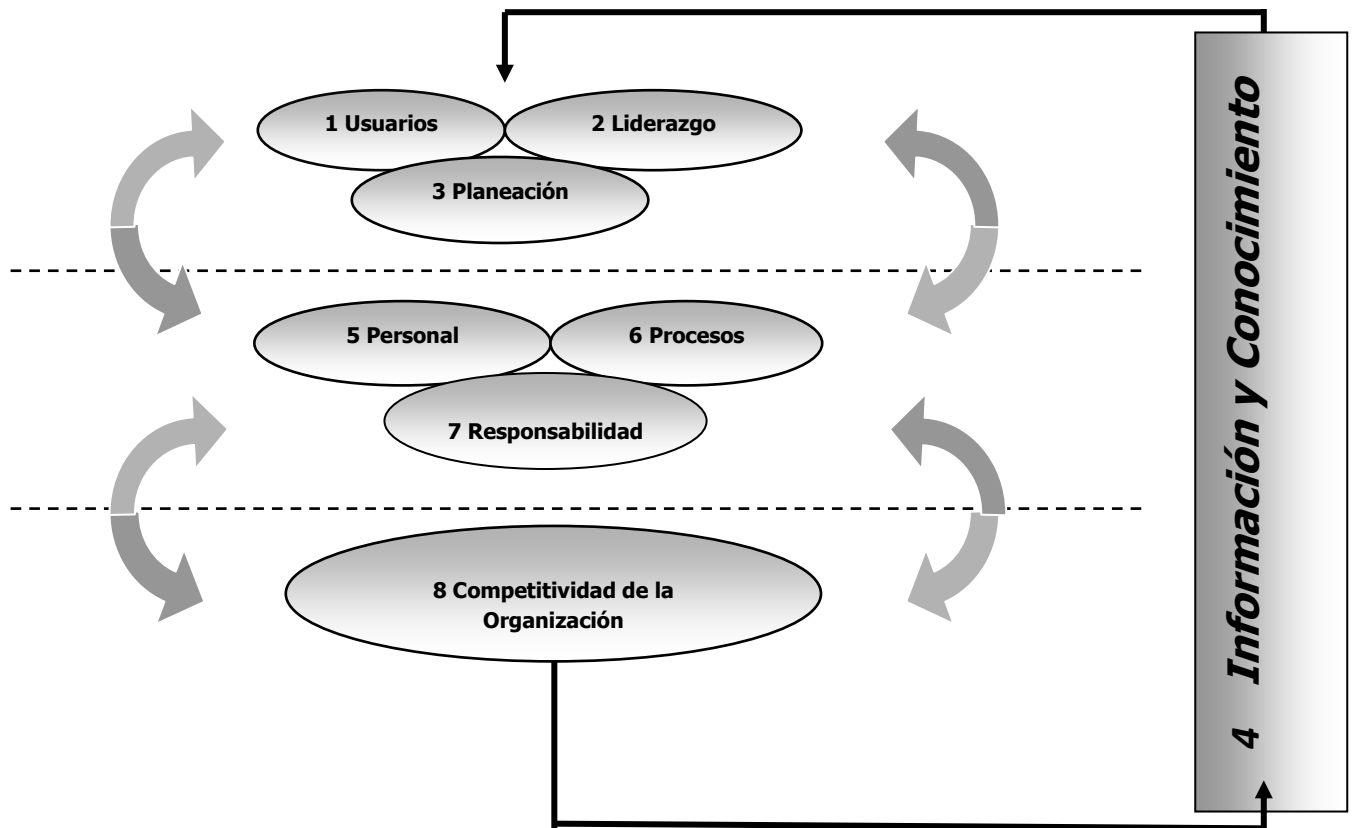 1 Usuarios
2 Liderazgo
3 Planeación
5 Personal
6 Procesos
7 Responsabilidad
8 Competitividad de la
Organización
4 Información y Conocimiento